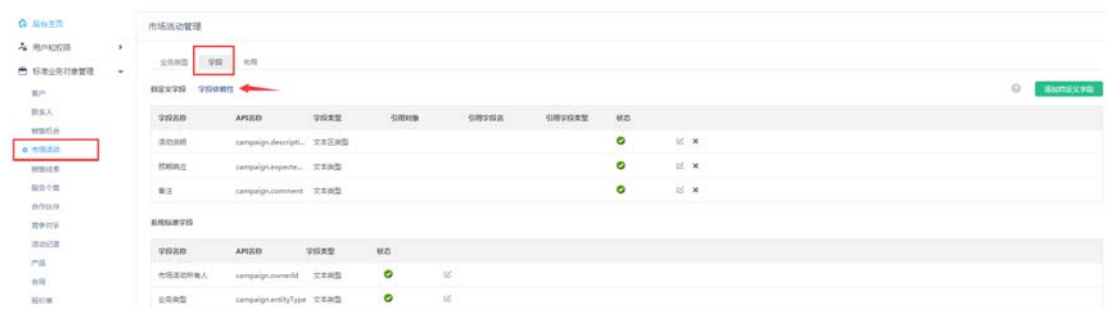 后台主页
市场活动管理
用户和权限
业务类型 字段 布局
标准业务对象管理
自定义字段 字段依赖性 添加自定义字段
客户
联系人
字段名称 API名称 字段类型 引用对象 引用字段名 引用字段类型 状态
销售机会
活动说明 campaign.descripti... 文本区类型
市场活动
预期响应 campaign.expecte... 文本类型
销售线索
备注 campaign.comment 文本类型
服务个案
合作伙伴
系统标准字段
竞争对手
活动记录
字段名称 API名称 字段类型 状态
产品
市场活动所有人 campaign.ownerId 文本类型
合同
业务类型 campaign.entityType 文本类型
报价单